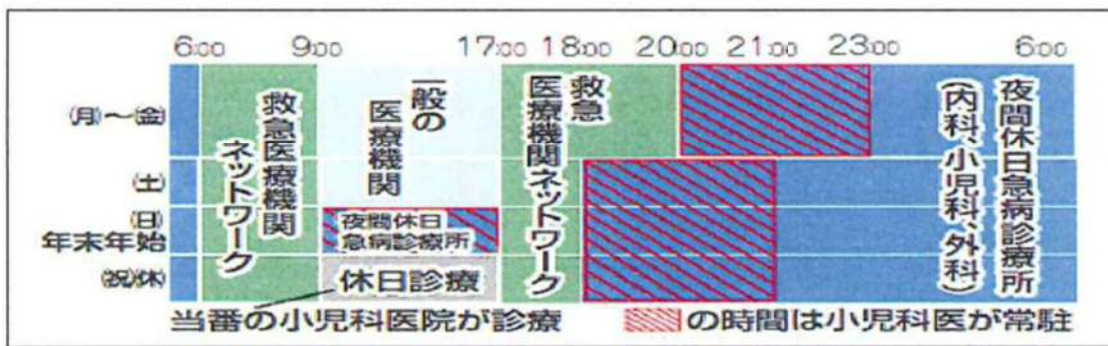 6:00 9:00 17:00 18:00 20:00 21:00 23:00 6:00
㈪～㈮
㈯
㈰
年末年始
㈷㈹
救急医療機関
ネットワーク
一般の
医療機関
夜間休日
急病診療所
休日診療
救急
医療機関ネットワーク
夜間休日急病診療所
(内科、小児科、外科)
当番の小児科医院が診療
の時間は小児科医が常駐